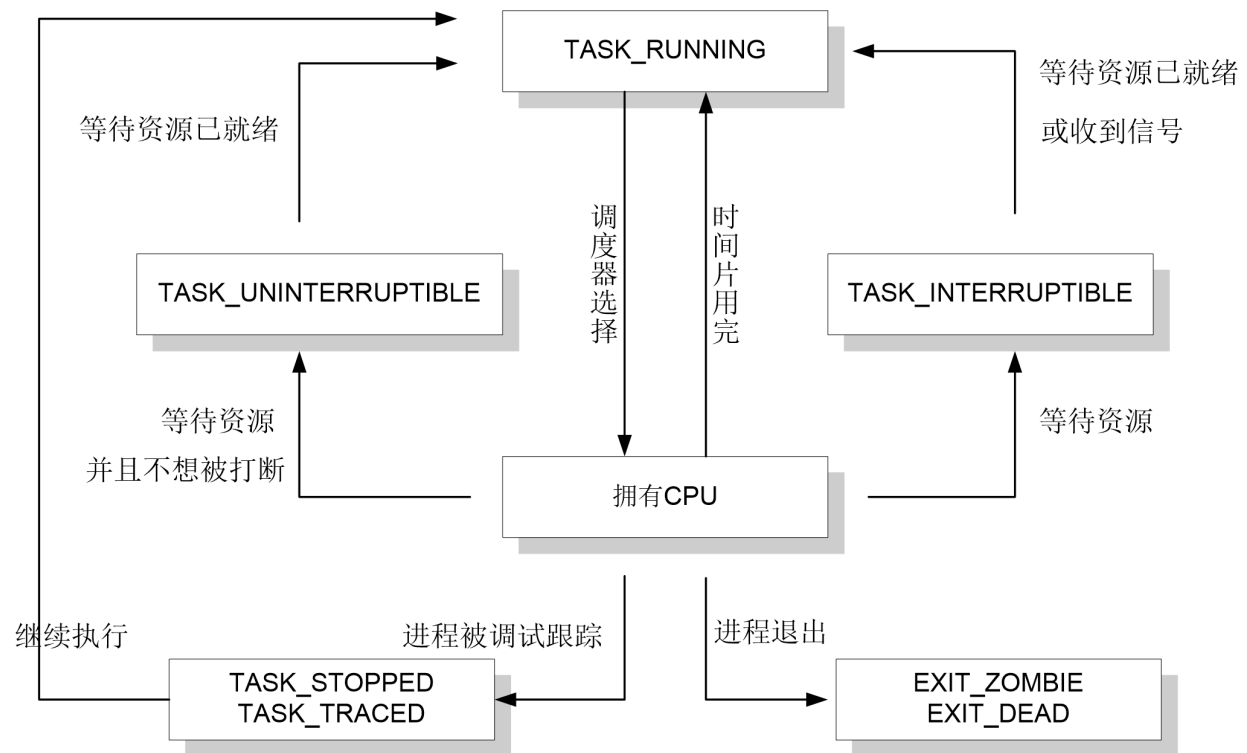 TASK_RUNNING
等待资源已就绪
或收到信号
等待资源已就绪
调度器选择
时间片用完
TASK_UNINTERRUPTIBLE
TASK_INTERRUPTIBLE
等待资源
并且不想被打断
等待资源
拥有CPU
继续执行
进程被调试跟踪
进程退出
TASK_STOPPED
TASK_TRACED
EXIT_ZOMBIE
EXIT_DEAD